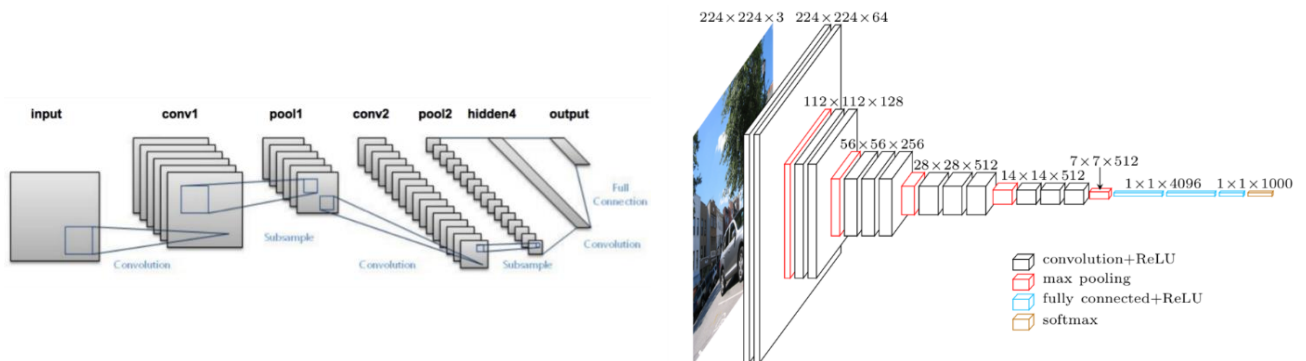 input conv1 pool1 conv2 pool2 hidden4 output
Full
Connection
Subsample
Convolution
Convolution
Convolution
Subsample
224×224×3 224×224×64
112×112×128
56×56×256
28×28×512
14×14×512
7×7×512
1×1×4096 1×1×1000
convolution+ReLU
max pooling
fully connected+ReLU
softmax